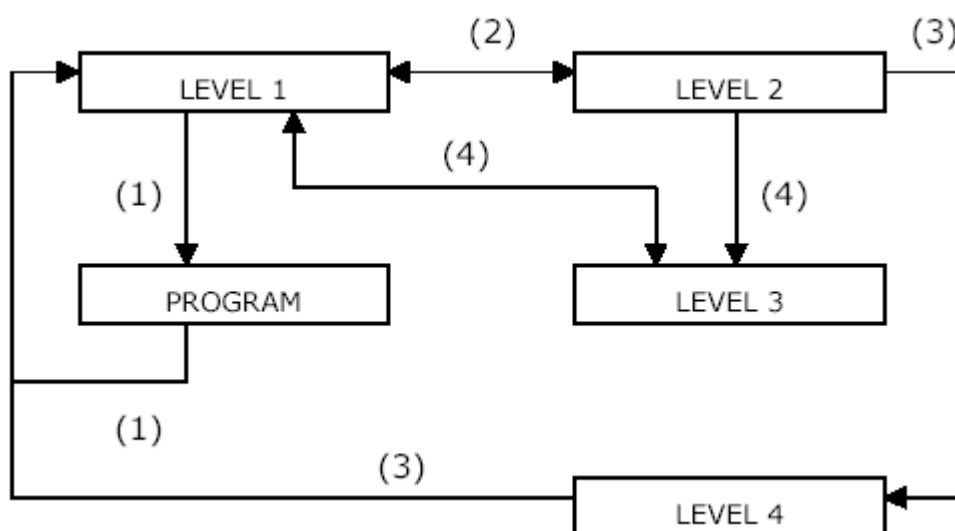 (2)
(3)
LEVEL 1
LEVEL 2
(4)
(1)
(4)
PROGRAM
LEVEL 3
(1)
(3)
LEVEL 4